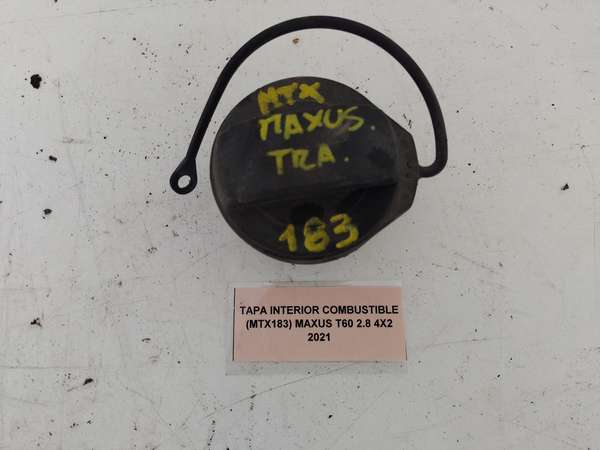 MTX
MAXUS.
TRA.
183
TAPA INTERIOR COMBUSTIBLE
(MTX183) MAXUS T60 2.8 4X2
2021